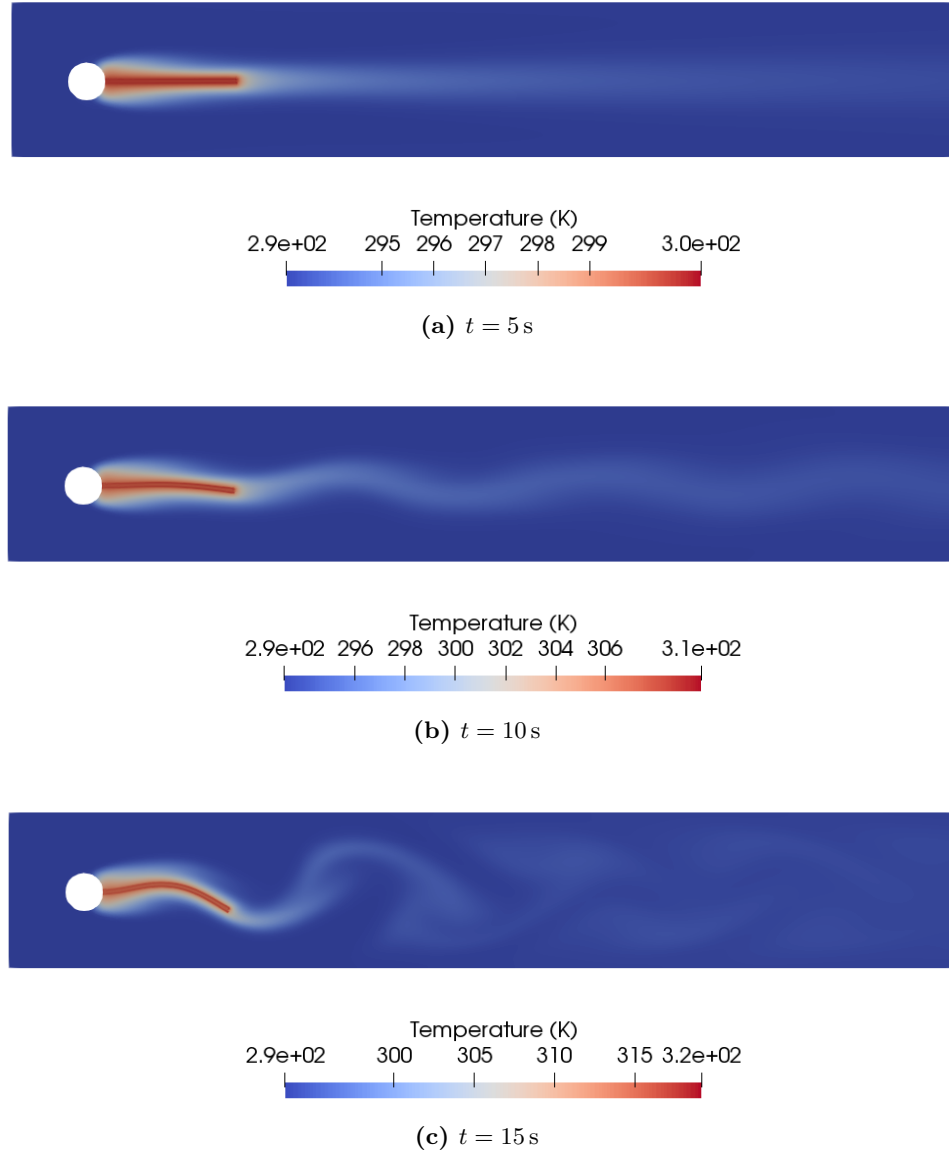 Temperature (K)
2.9e+02 295 296 297 298 299 3.0e+02
(a) t = 5 s
Temperature (K)
2.9e+02 296 298 300 302 304 306 3.1e+02
(b) t = 10 s
Temperature (K)
2.9e+02 300 305 310 315 3.2e+02
(c) t = 15 s